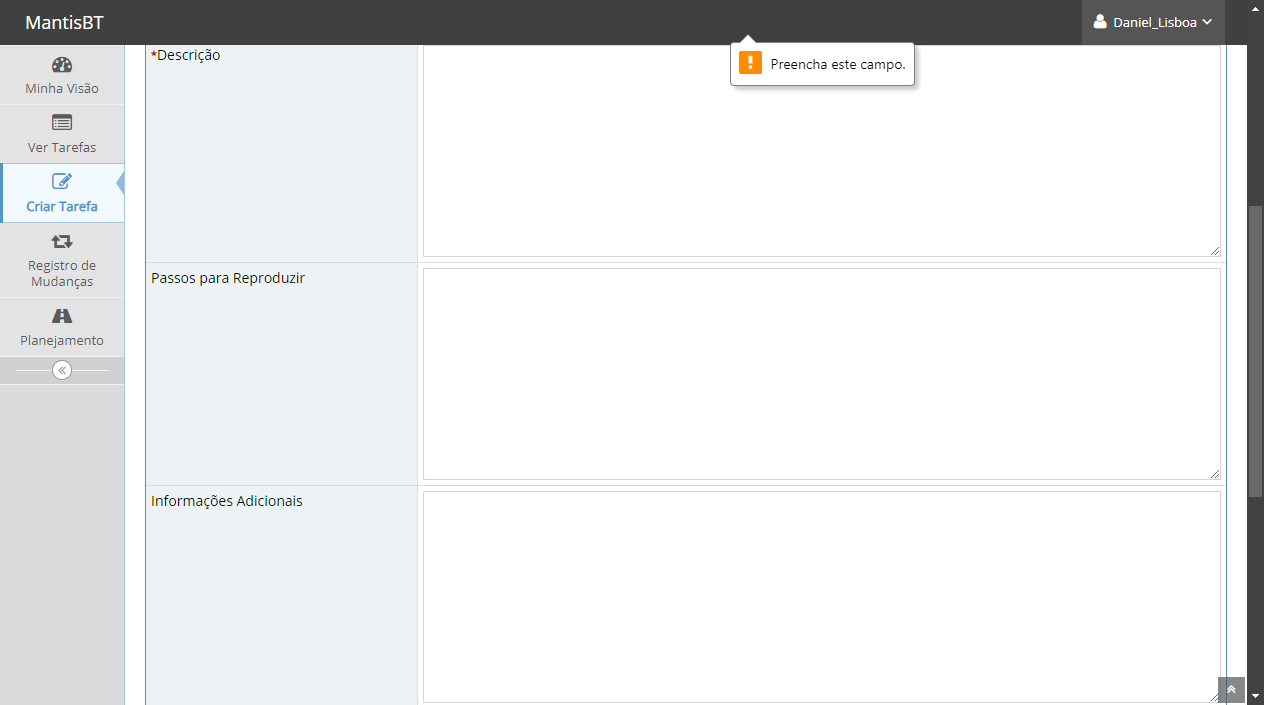 MantisBT
Daniel_Lisboa
Minha Visão
Ver Tarefas
Criar Tarefa
Registro de
Mudanças
Planejamento
*Descrição
Preencha este campo.
Passos para Reproduzir
Informações Adicionais